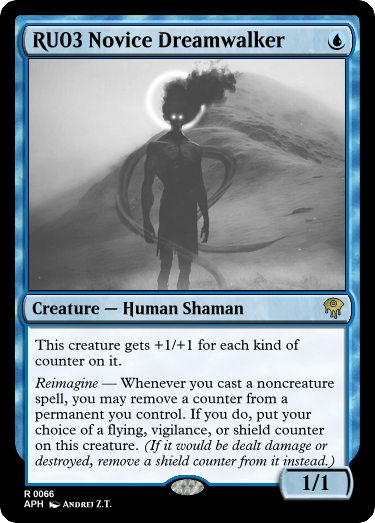 RU03 Novice Dreamwalker
Creature — Human Shaman
This creature gets +1/+1 for each kind of
counter on it.
Reimagine — Whenever you cast a noncreature
spell, you may remove a counter from a
permanent you control. If you do, put your
choice of a flying, vigilance, or shield counter
on this creature. (If it would be dealt damage or
destroyed, remove a shield counter from it instead.)
1/1
R 0066
APH Andrej Z.T.